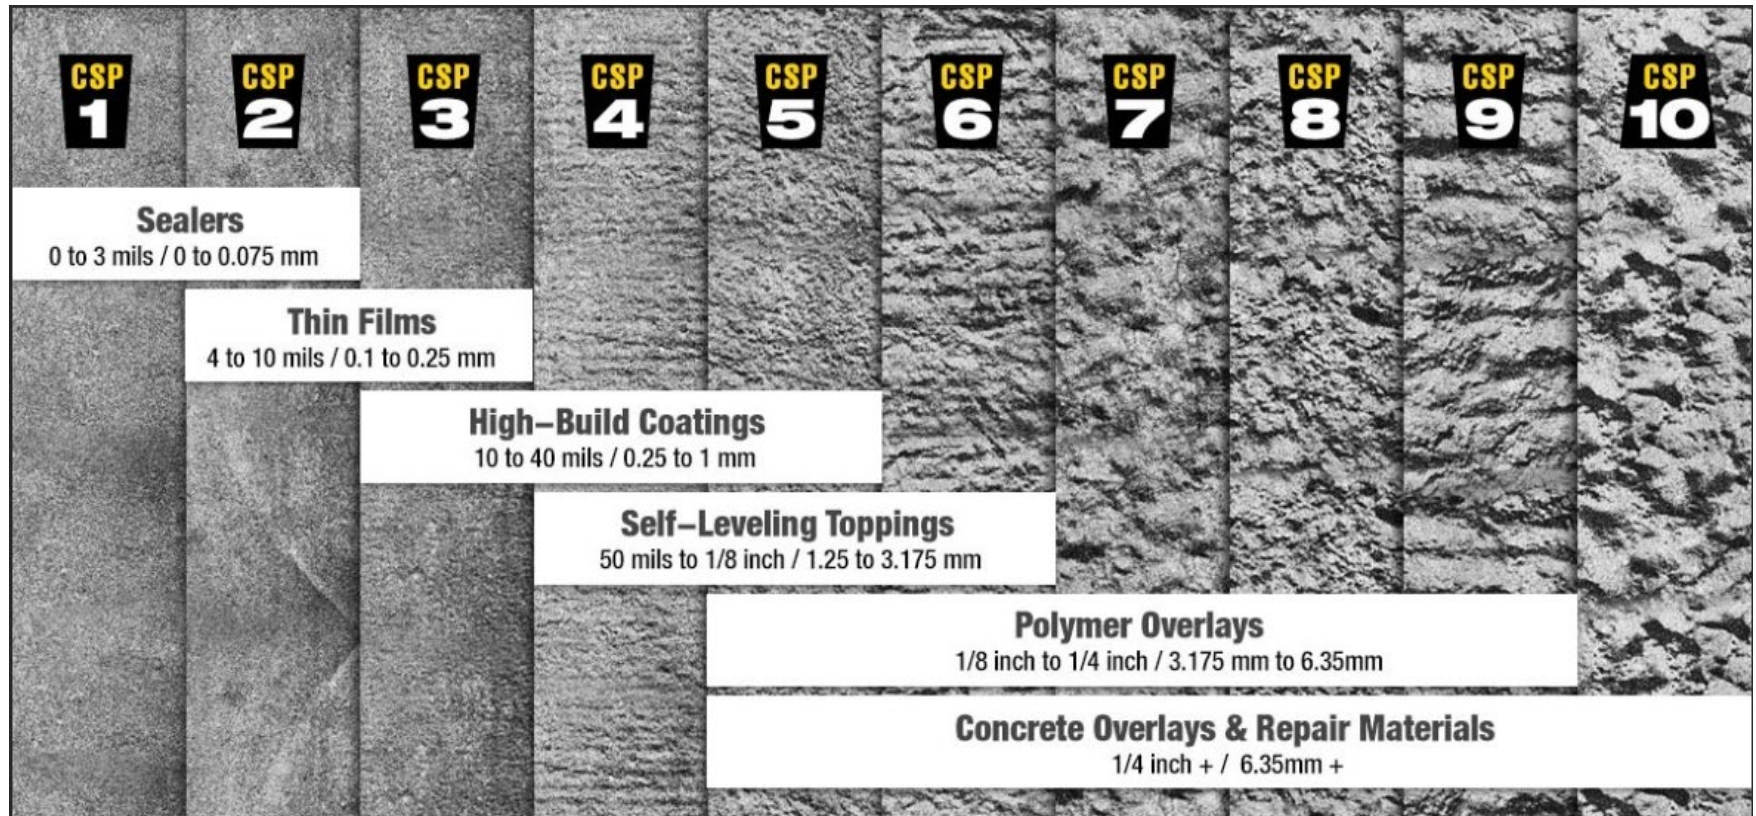 CSP
1
CSP
2
CSP
3
CSP
4
CSP
5
CSP
6
CSP
7
CSP
8
CSP
9
CSP
10
Sealers
0 to 3 mils / 0 to 0.075 mm
Thin Films
4 to 10 mils / 0.1 to 0.25 mm
High–Build Coatings
10 to 40 mils / 0.25 to 1 mm
Self–Leveling Toppings
50 mils to 1/8 inch / 1.25 to 3.175 mm
Polymer Overlays
1/8 inch to 1/4 inch / 3.175 mm to 6.35mm
Concrete Overlays & Repair Materials
1/4 inch + / 6.35mm +